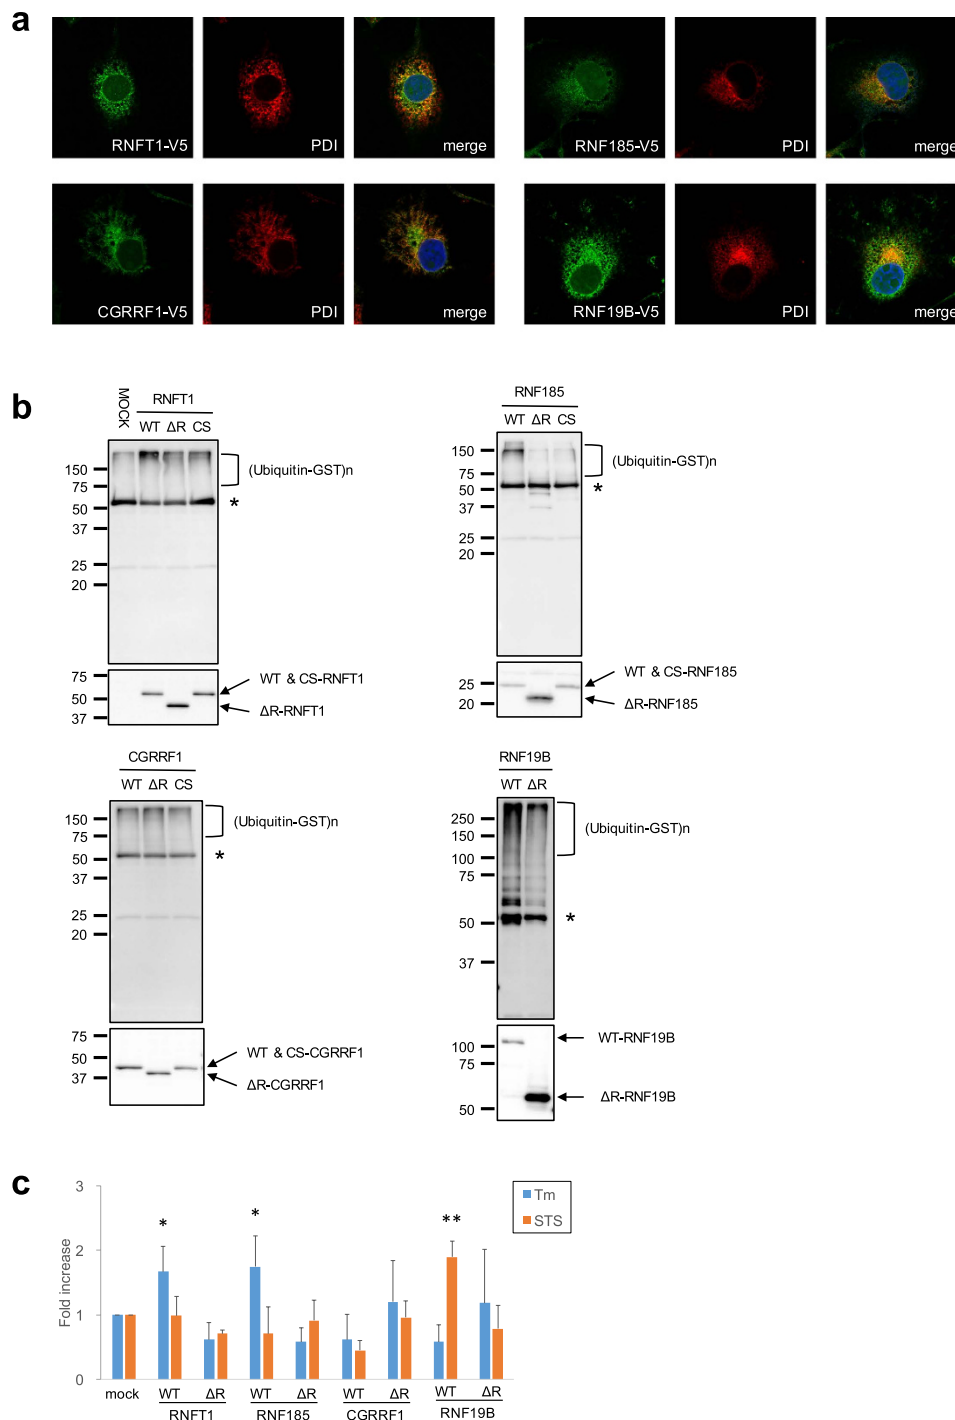 a
RNFT1-V5 PDI merge RNF185-V5 PDI merge
CGRRF1-V5 PDI merge RNF19B-V5 PDI merge
b
MOCK
RNFT1
WT ΔR CS
150
75
50
37
25
20
(Ubiquitin-GST)n
*
75
50
37
WT & CS-RNFT1
ΔR-RNFT1
RNF185
WT ΔR CS
150
75
50
37
25
20
(Ubiquitin-GST)n
*
25
20
WT & CS-RNF185
ΔR-RNF185
CGRRF1
WT ΔR CS
150
75
50
37
25
20
(Ubiquitin-GST)n
*
75
50
37
WT & CS-CGRRF1
ΔR-CGRRF1
RNF19B
WT ΔR
250
150
100
75
50
37
(Ubiquitin-GST)n
*
100
75
50
WT-RNF19B
ΔR-RNF19B
c
Fold increase
3
2
1
0
* * **
Tm
STS
mock WT ΔR WT ΔR WT ΔR WT ΔR
RNFT1 RNF185 CGRRF1 RNF19B